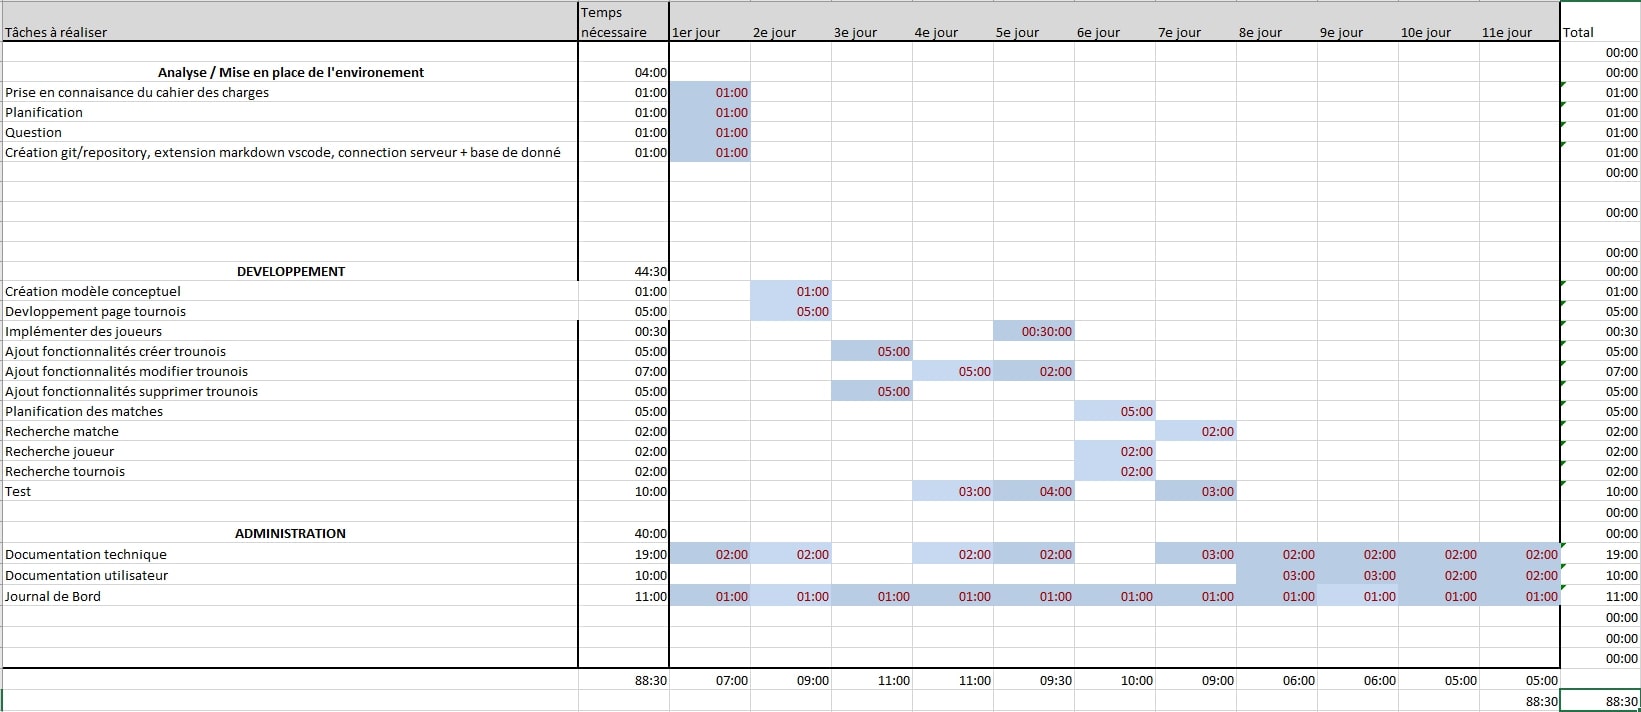 Tâches à réaliser Temps nécessaire 1er jour 2e jour 3e jour 4e jour 5e jour 6e jour 7e jour 8e jour 9e jour 10e jour 11e jour Total
00:00
Analyse / Mise en place de l'environement 04:00 00:00
Prise en connaisance du cahier des charges 01:00 01:00 01:00
Planification 01:00 01:00 01:00
Question 01:00 01:00 01:00
Création git/repository, extension markdown vscode, connection serveur + base de donné 01:00 01:00 01:00
00:00
00:00
00:00
DEVELOPPEMENT 44:30 00:00
Création modèle conceptuel 01:00 01:00 01:00
Devloppement page tournois 05:00 05:00 05:00
Implémenter des joueurs 00:30 00:30:00 00:30
Ajout fonctionnalités créer trounois 05:00 05:00 05:00
Ajout fonctionnalités modifier trounois 07:00 05:00 02:00 07:00
Ajout fonctionnalités supprimer trounois 05:00 05:00 05:00
Planification des matches 05:00 05:00 05:00
Recherche matche 02:00 02:00 02:00
Recherche joueur 02:00 02:00 02:00
Recherche tournois 02:00 02:00 02:00
Test 10:00 03:00 04:00 03:00 10:00
00:00
ADMINISTRATION 40:00 00:00
Documentation technique 19:00 02:00 02:00 02:00 02:00 03:00 02:00 02:00 02:00 02:00 19:00
Documentation utilisateur 10:00 03:00 03:00 02:00 02:00 10:00
Journal de Bord 11:00 01:00 01:00 01:00 01:00 01:00 01:00 01:00 01:00 01:00 01:00 01:00 11:00
00:00
00:00
00:00
88:30 07:00 09:00 11:00 11:00 09:30 10:00 09:00 06:00 06:00 05:00 05:00
88:30 88:30